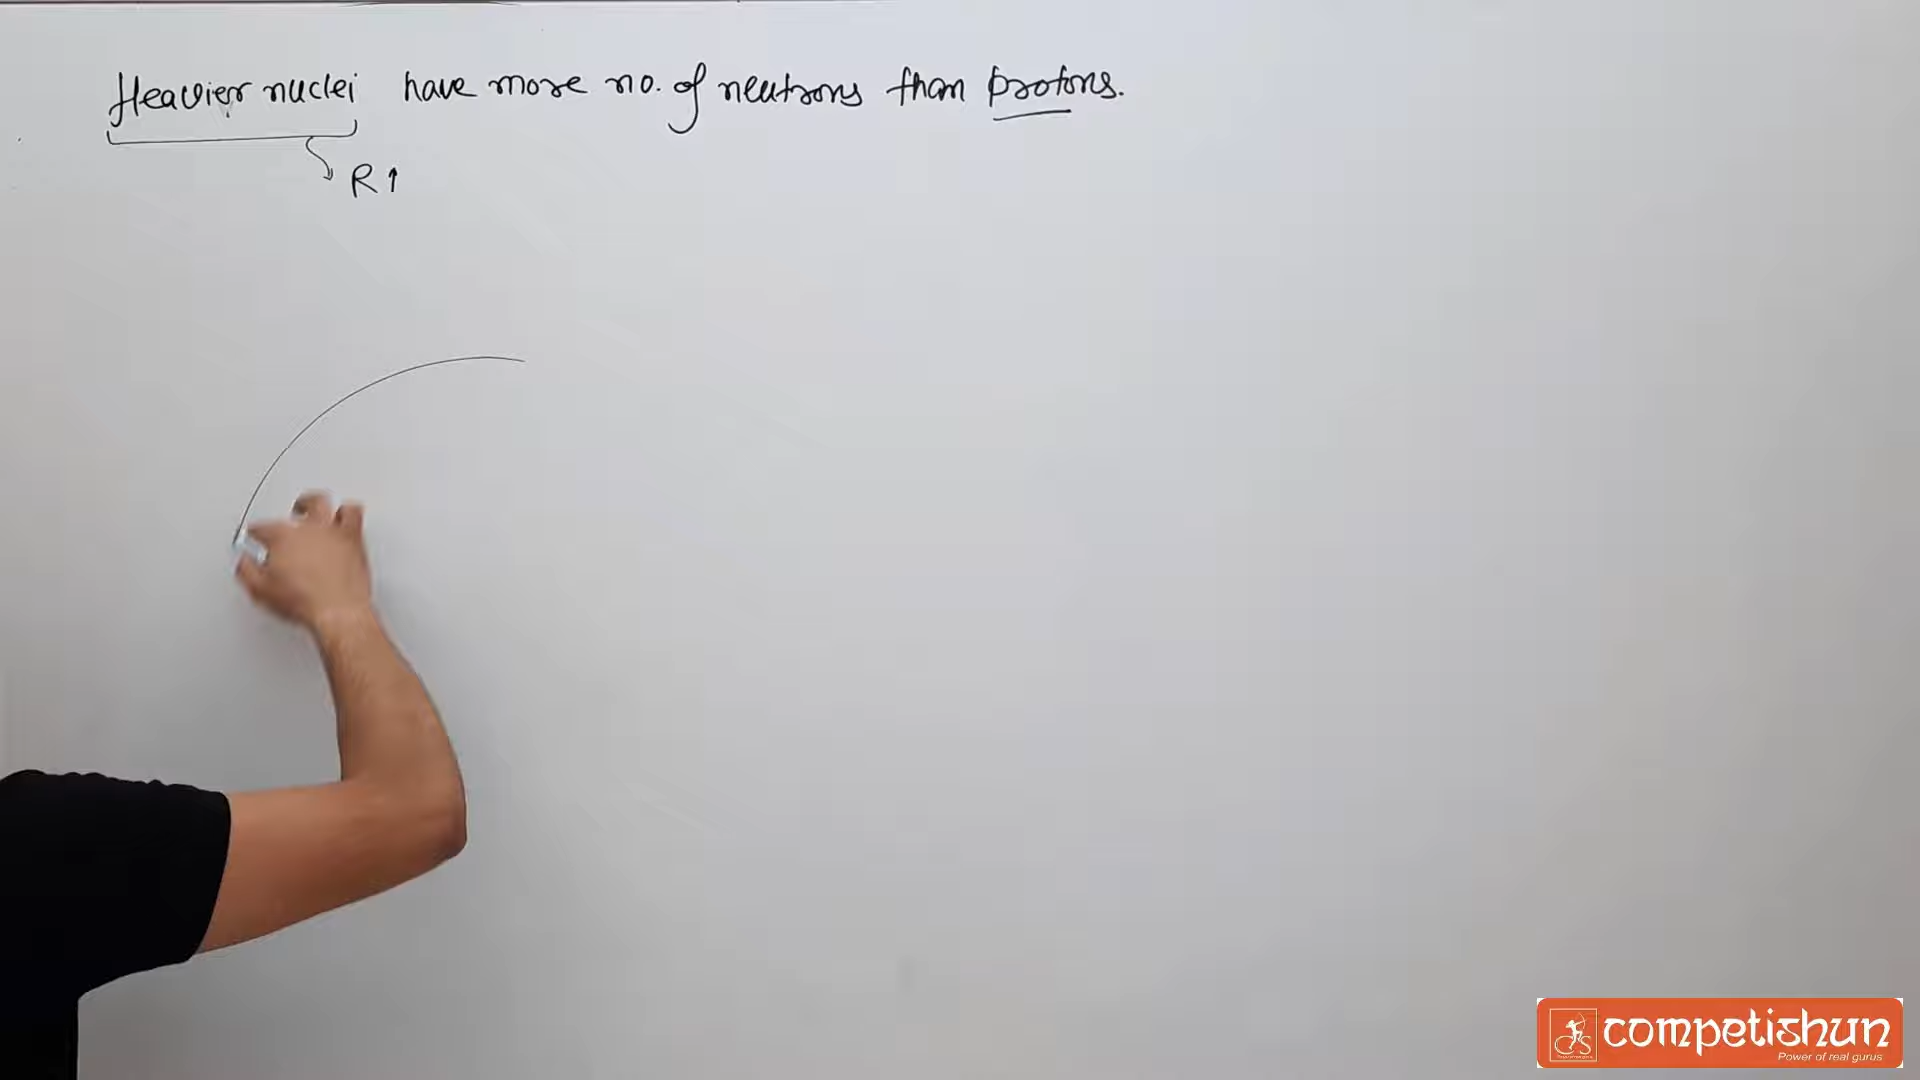 Heavier nuclei have more no. of neutrons than protons.
R↑
competishun
Power of real gurus